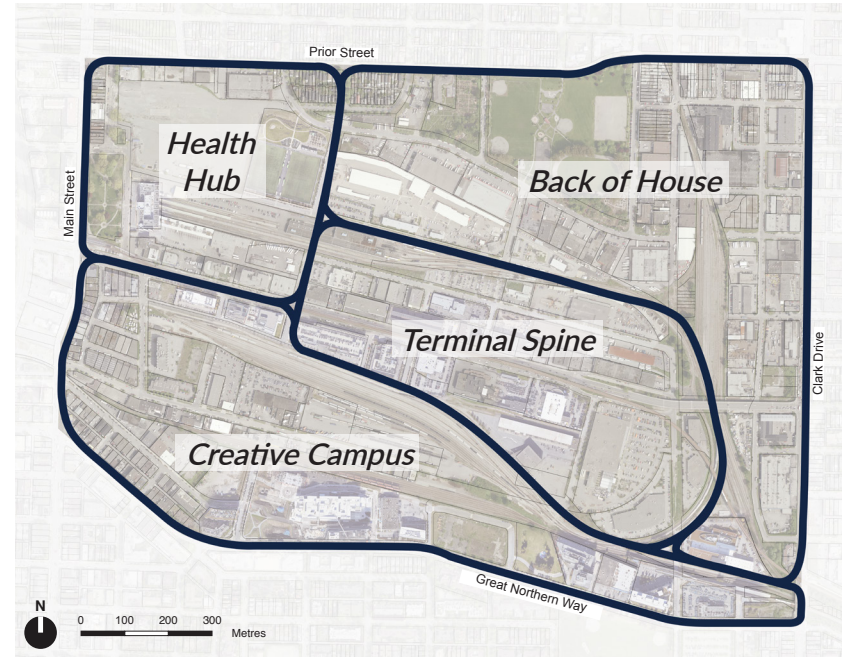 Prior Street
Health
Hub
Back of House
Main Street
Terminal Spine
Clark Drive
Creative Campus
Great Northern Way
N
0 100 200 300 Metres